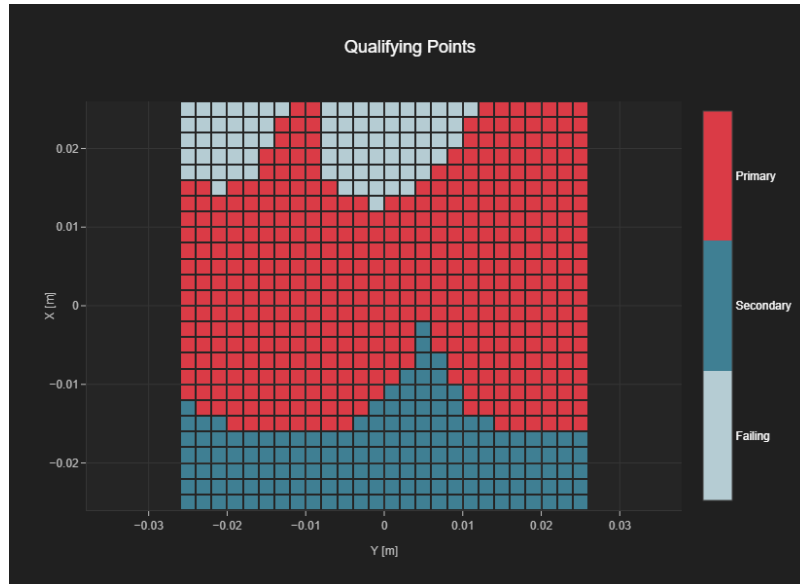 Qualifying Points
Primary
Secondary
Failing
X [m]
0.02
0.01
0
−0.01
−0.02
−0.03 −0.02 −0.01 0 0.01 0.02 0.03
Y [m]